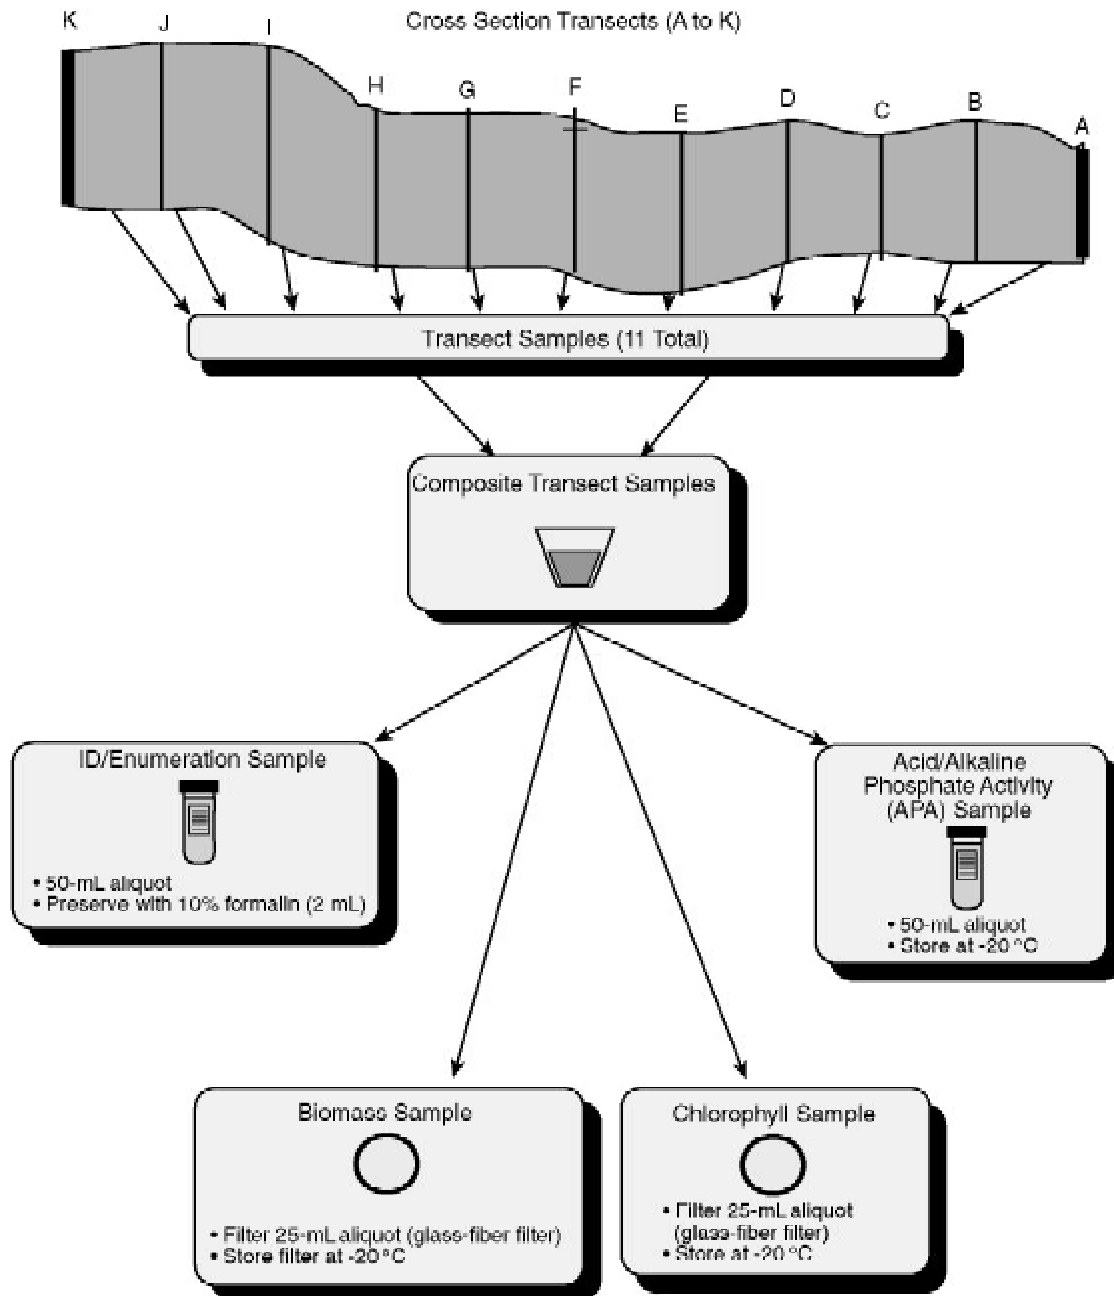 Cross Section Transects (A to K)
K
J
I
H
G
F
E
D
C
B
A
Transect Samples (11 Total)
Composite Transect Samples
ID/Enumeration Sample
• 50-mL aliquot
• Preserve with 10% formalin (2 mL)
Acid/Alkaline
Phosphate Activity
(APA) Sample
• 50-mL aliquot
• Store at -20 °C
Biomass Sample
• Filter 25-mL aliquot (glass-fiber filter)
• Store filter at -20 °C
Chlorophyll Sample
• Filter 25-mL aliquot
(glass-fiber filter)
• Store at -20 °C